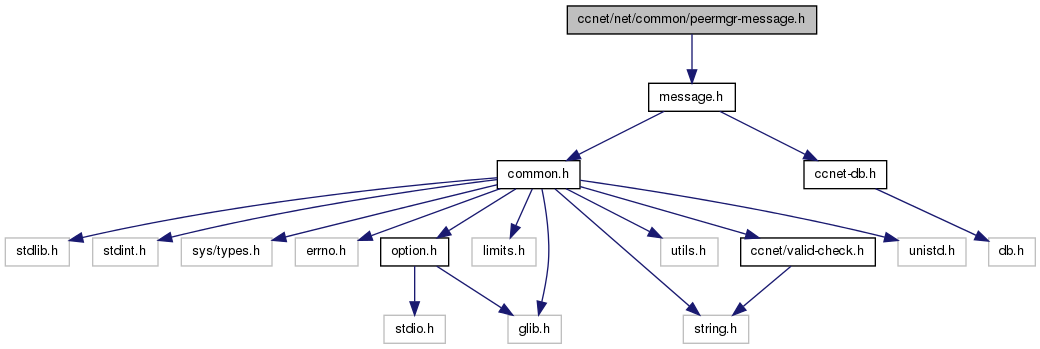 ccnet/net/common/peermgr-message.h
message.h
common.h
ccnet-db.h
stdlib.h
stdint.h
sys/types.h
errno.h
option.h
limits.h
utils.h
ccnet/valid-check.h
unistd.h
db.h
stdio.h
glib.h
string.h